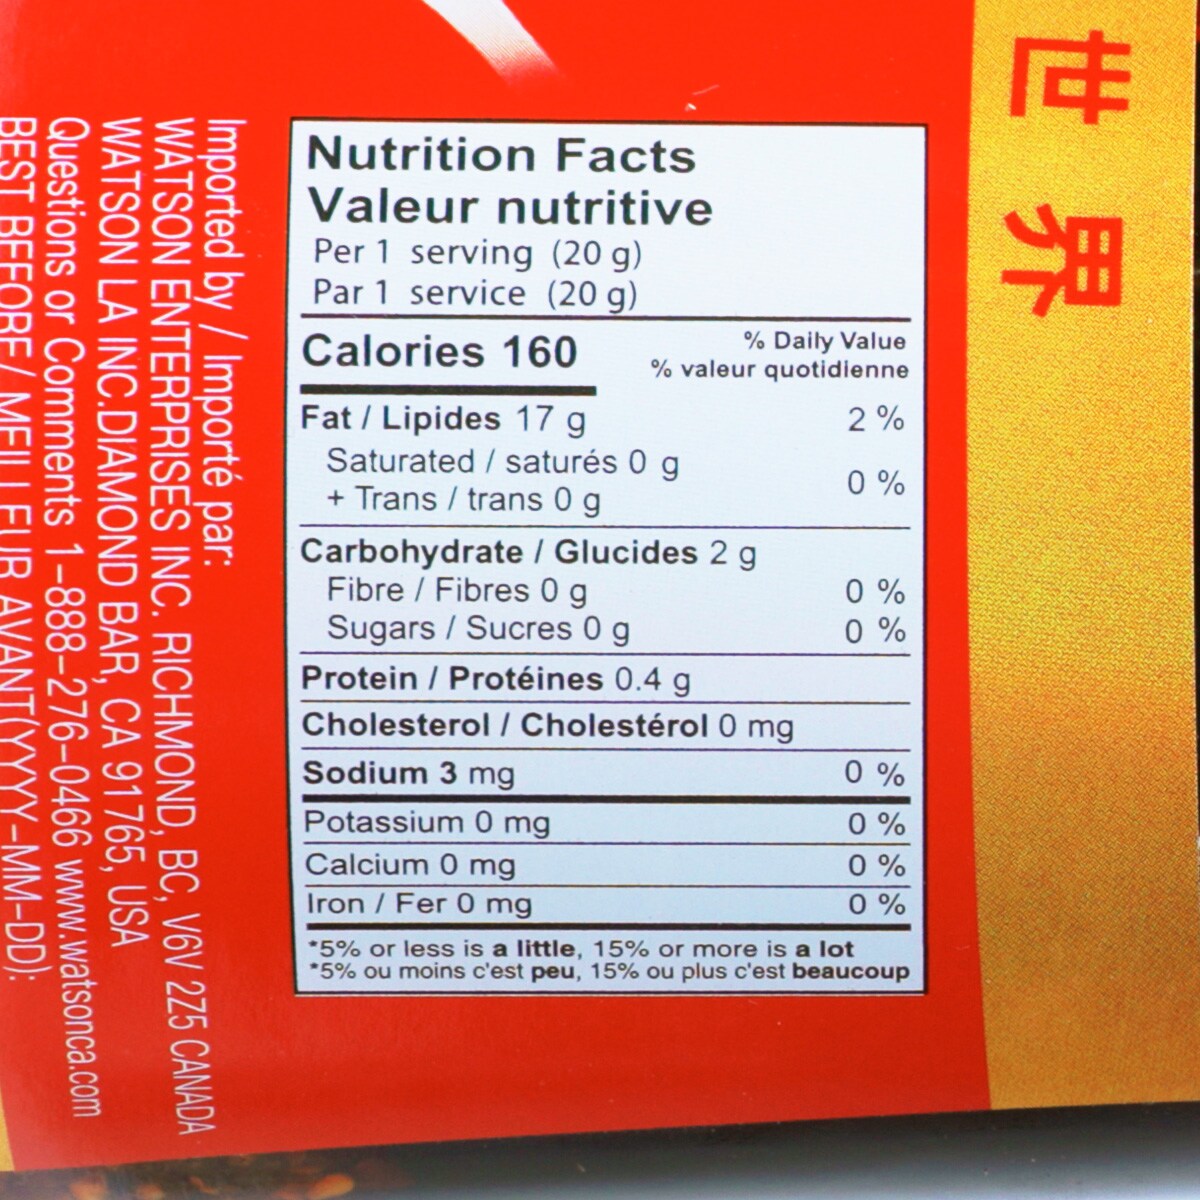 Nutrition Facts
Valeur nutritive
Per 1 serving (20 g)
Par 1 service (20 g)
Calories 160
% Daily Value
% valeur quotidienne
Fat / Lipides 17 g 2 %
Saturated / saturés 0 g
+ Trans / trans 0 g
0 %
Carbohydrate / Glucides 2 g
Fibre / Fibres 0 g 0 %
Sugars / Sucres 0 g 0 %
Protein / Protéines 0.4 g
Cholesterol / Cholestérol 0 mg
Sodium 3 mg 0 %
Potassium 0 mg 0 %
Calcium 0 mg 0 %
Iron / Fer 0 mg 0 %
*5% or less is a little, 15% or more is a lot
*5% ou moins c'est peu, 15% ou plus c'est beaucoup
Imported by / Importé par:
WATSON ENTERPRISES INC. RICHMOND, BC, V6V 2Z5 CANADA
WATSON LA INC.DIAMOND BAR, CA 91765, USA
Questions or Comments 1-888-276-0466 www.watsonca.com
BEST BEFORE/ MEILLEUR AVANT(YYYY-MM-DD):
世界